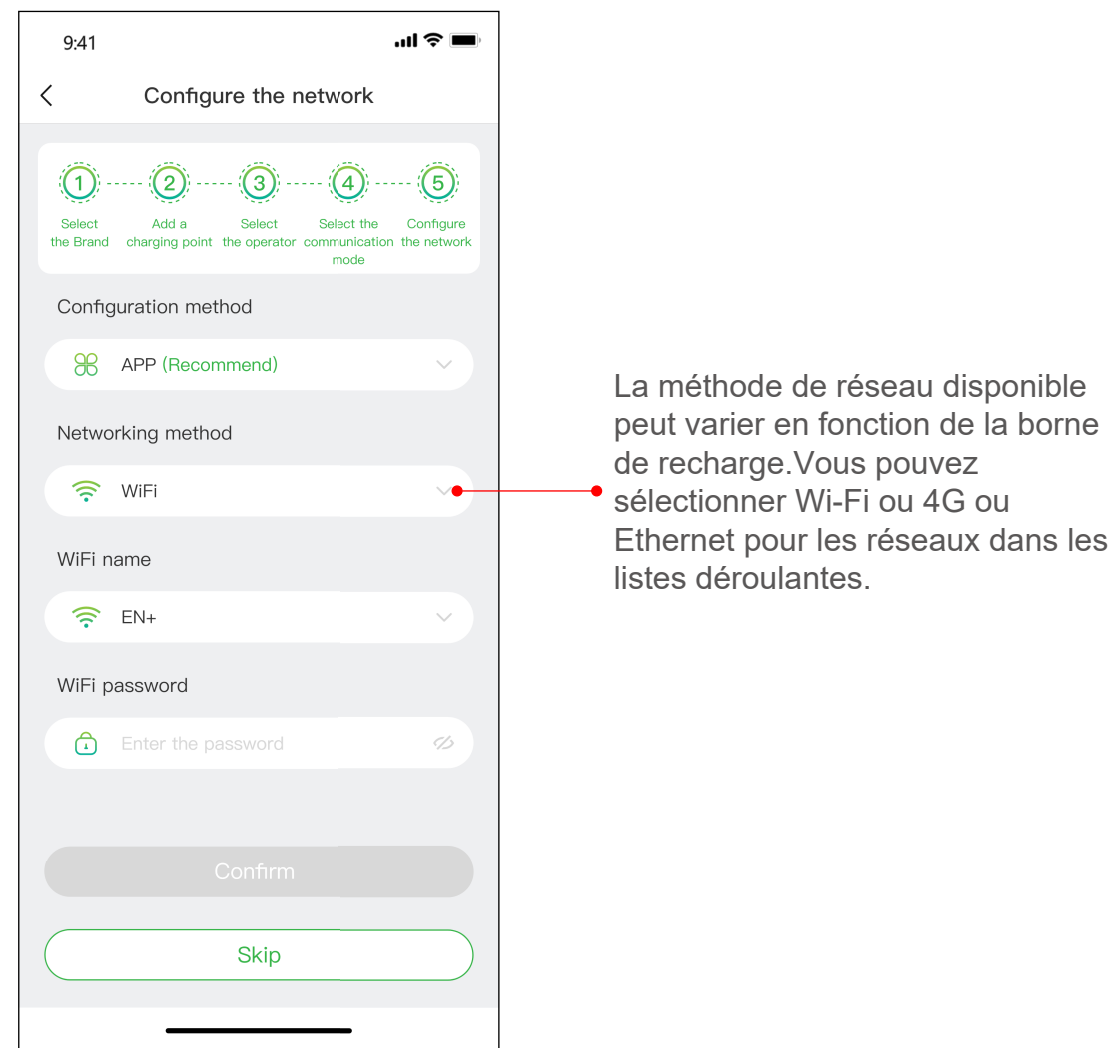 9:41
Configure the network
1 2 3 4 5
Select Add a Select Select the Configure
the Brand charging point the operator communication the network
mode
Configuration method
APP (Recommend)
Networking method
WiFi
WiFi name
EN+
WiFi password
Enter the password
Confirm
Skip
La méthode de réseau disponible
peut varier en fonction de la borne
de recharge.Vous pouvez
sélectionner Wi-Fi ou 4G ou
Ethernet pour les réseaux dans les
listes déroulantes.